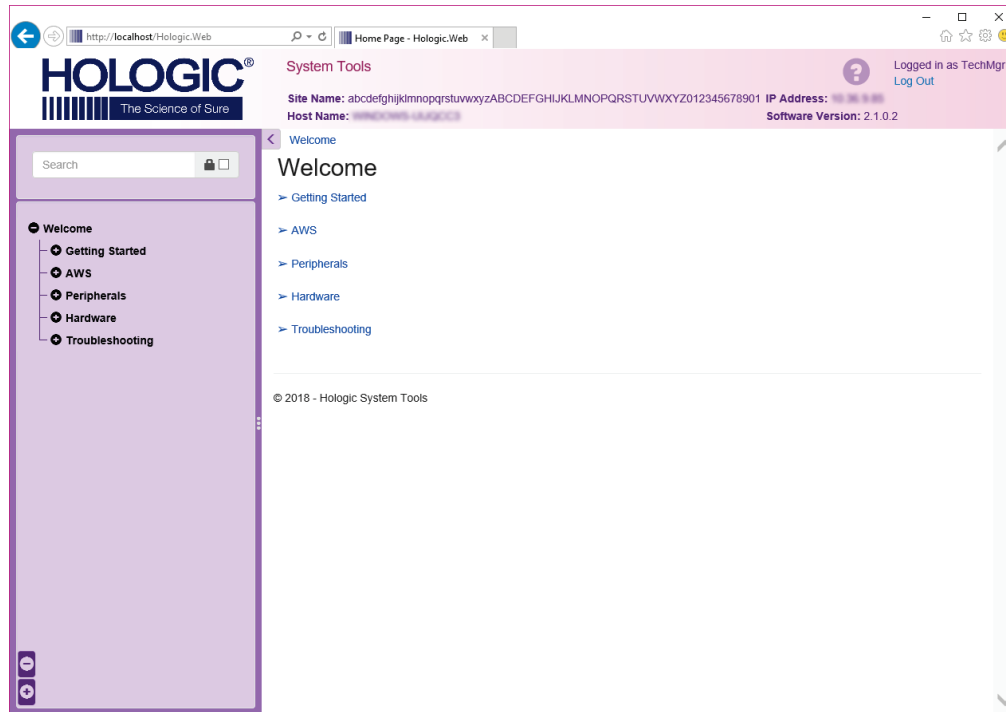 http://localhost/Hologic.Web
Home Page - Hologic.Web
HOLOGIC®
The Science of Sure
System Tools
Logged in as TechMgr
Log Out
Site Name: abcdefghijklmnopqrstuvwxyzABCDEFGHIJKLMNOPQRSTUVWXYZ012345678901 IP Address:
Host Name:
Software Version: 2.1.0.2
Search
Welcome
Getting Started
AWS
Peripherals
Hardware
Troubleshooting
Welcome
Welcome
➢ Getting Started
➢ AWS
➢ Peripherals
➢ Hardware
➢ Troubleshooting
© 2018 - Hologic System Tools